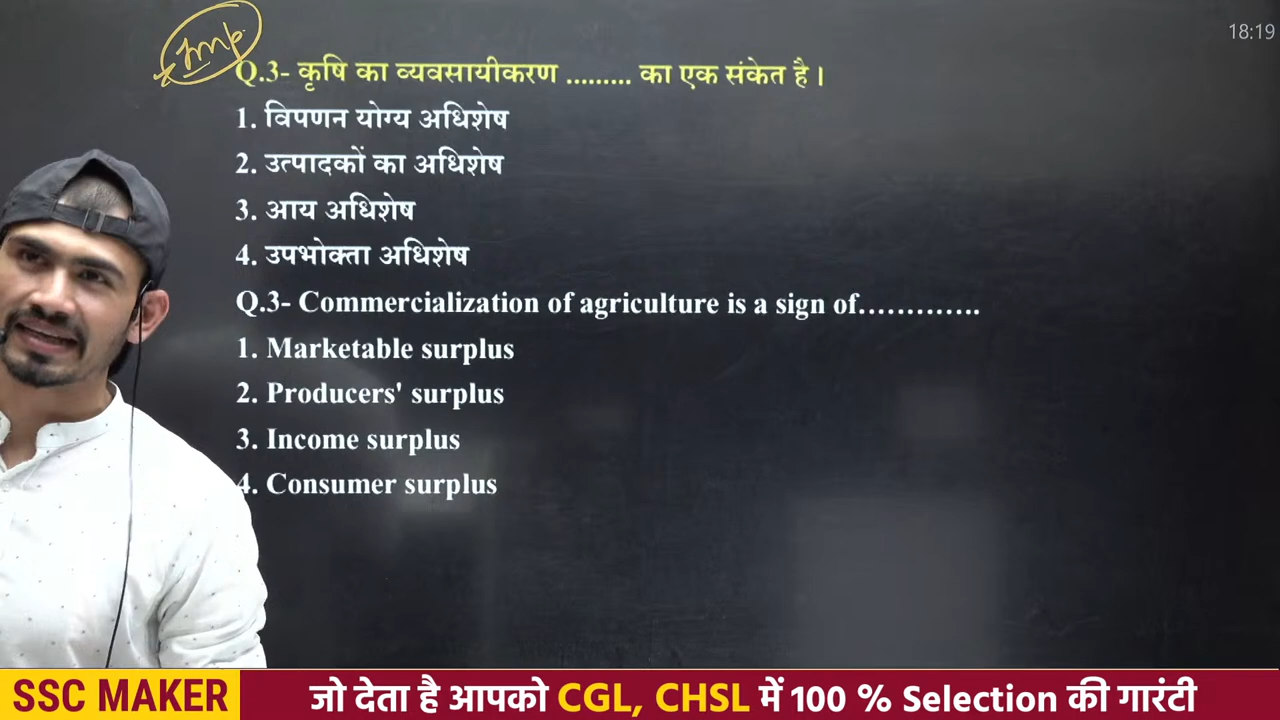 Imp
18:19
Q.3- कृषि का व्यवसायीकरण ......... का एक संकेत है।
1. विपणन योग्य अधिशेष
2. उत्पादकों का अधिशेष
3. आय अधिशेष
4. उपभोक्ता अधिशेष
Q.3- Commercialization of agriculture is a sign of.............
1. Marketable surplus
2. Producers' surplus
3. Income surplus
4. Consumer surplus
SSC MAKER
जो देता है आपको CGL, CHSL में 100 % Selection की गारंटी